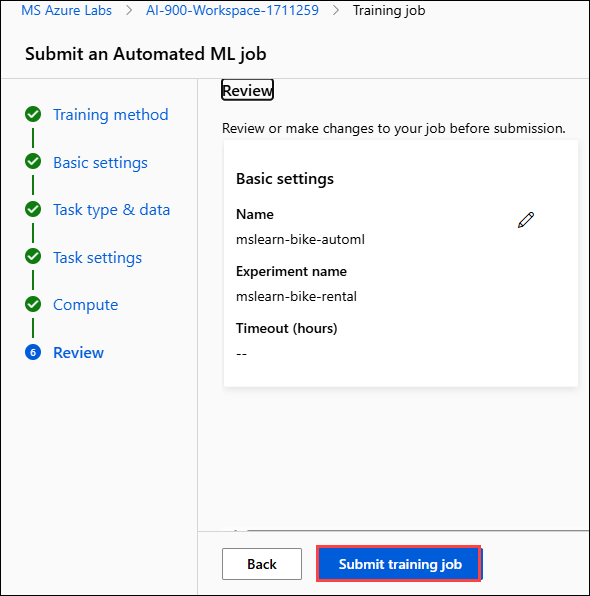 MS Azure Labs > AI-900-Workspace-1711259 > Training job
Submit an Automated ML job
Training method
Basic settings
Task type & data
Task settings
Compute
6 Review
Review
Review or make changes to your job before submission.
Basic settings
Name
mslearn-bike-automl
Experiment name
mslearn-bike-rental
Timeout (hours)
--
Back
Submit training job